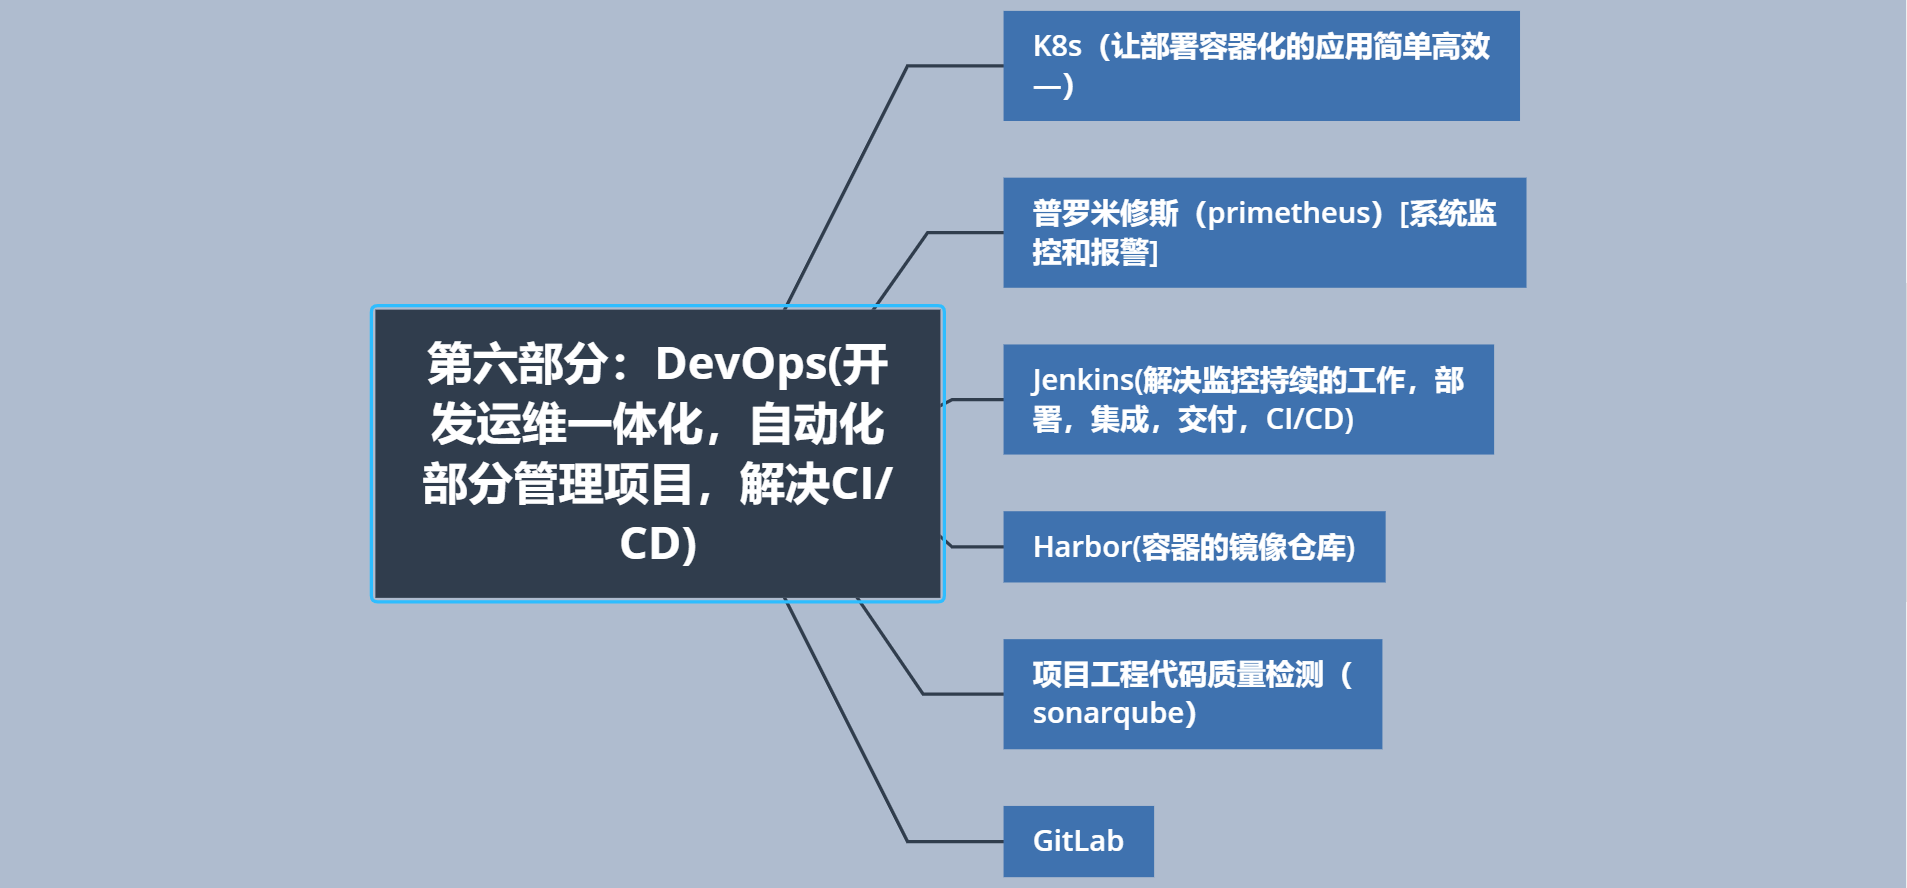 第六部分：DevOps(开
发运维一体化，自动化
部分管理项目，解决CI/
CD)
K8s（让部署容器化的应用简单高效
—）
普罗米修斯（primetheus）[系统监
控和报警]
Jenkins(解决监控持续的工作，部
署，集成，交付，CI/CD)
Harbor(容器的镜像仓库)
项目工程代码质量检测（
sonarqube）
GitLab